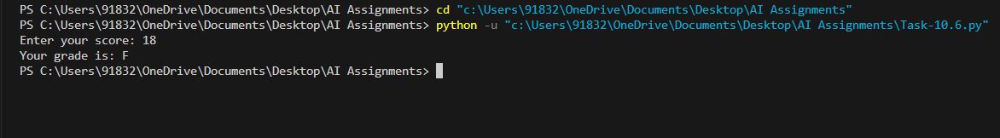 PS C:\Users\91832\OneDrive\Documents\Desktop\AI Assignments> cd "c:\Users\91832\OneDrive\Documents\Desktop\AI Assignments"
PS C:\Users\91832\OneDrive\Documents\Desktop\AI Assignments> python -u "c:\Users\91832\OneDrive\Documents\Desktop\AI Assignments\Task-10.6.py"
Enter your score: 18
Your grade is: F
PS C:\Users\91832\OneDrive\Documents\Desktop\AI Assignments>